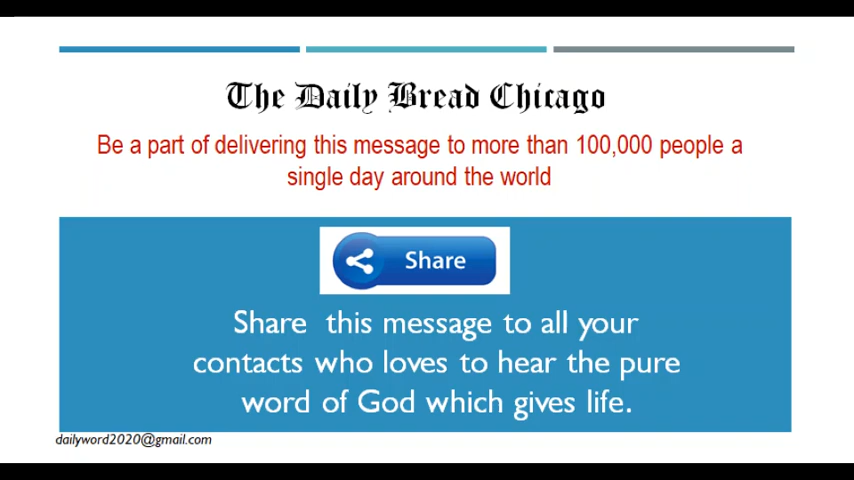 The Daily Bread Chicago
Be a part of delivering this message to more than 100,000 people a
single day around the world
Share
Share this message to all your
contacts who loves to hear the pure
word of God which gives life.
dailyword2020@gmail.com